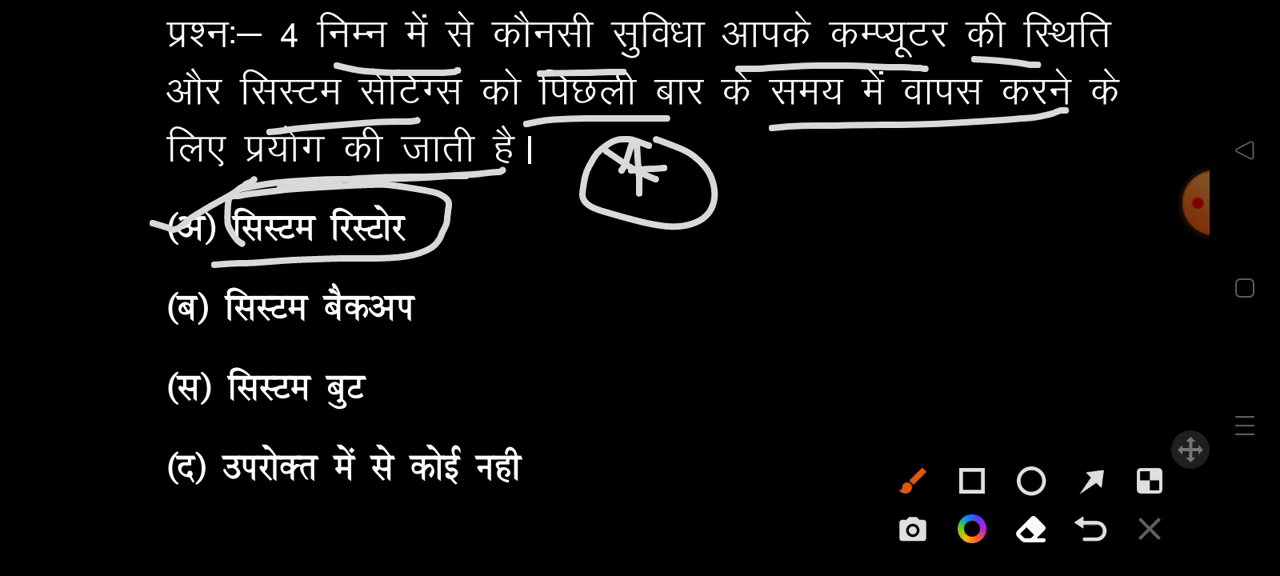 प्रश्नः– 4 निम्न में से कौनसी सुविधा आपके कम्प्यूटर की स्थिति
और सिस्टम सेटिंग्स को पिछली बार के समय में वापस करने के
लिए प्रयोग की जाती है।
(अ) सिस्टम रिस्टोर
(ब) सिस्टम बैकअप
(स) सिस्टम बुट
(द) उपरोक्त में से कोई नही